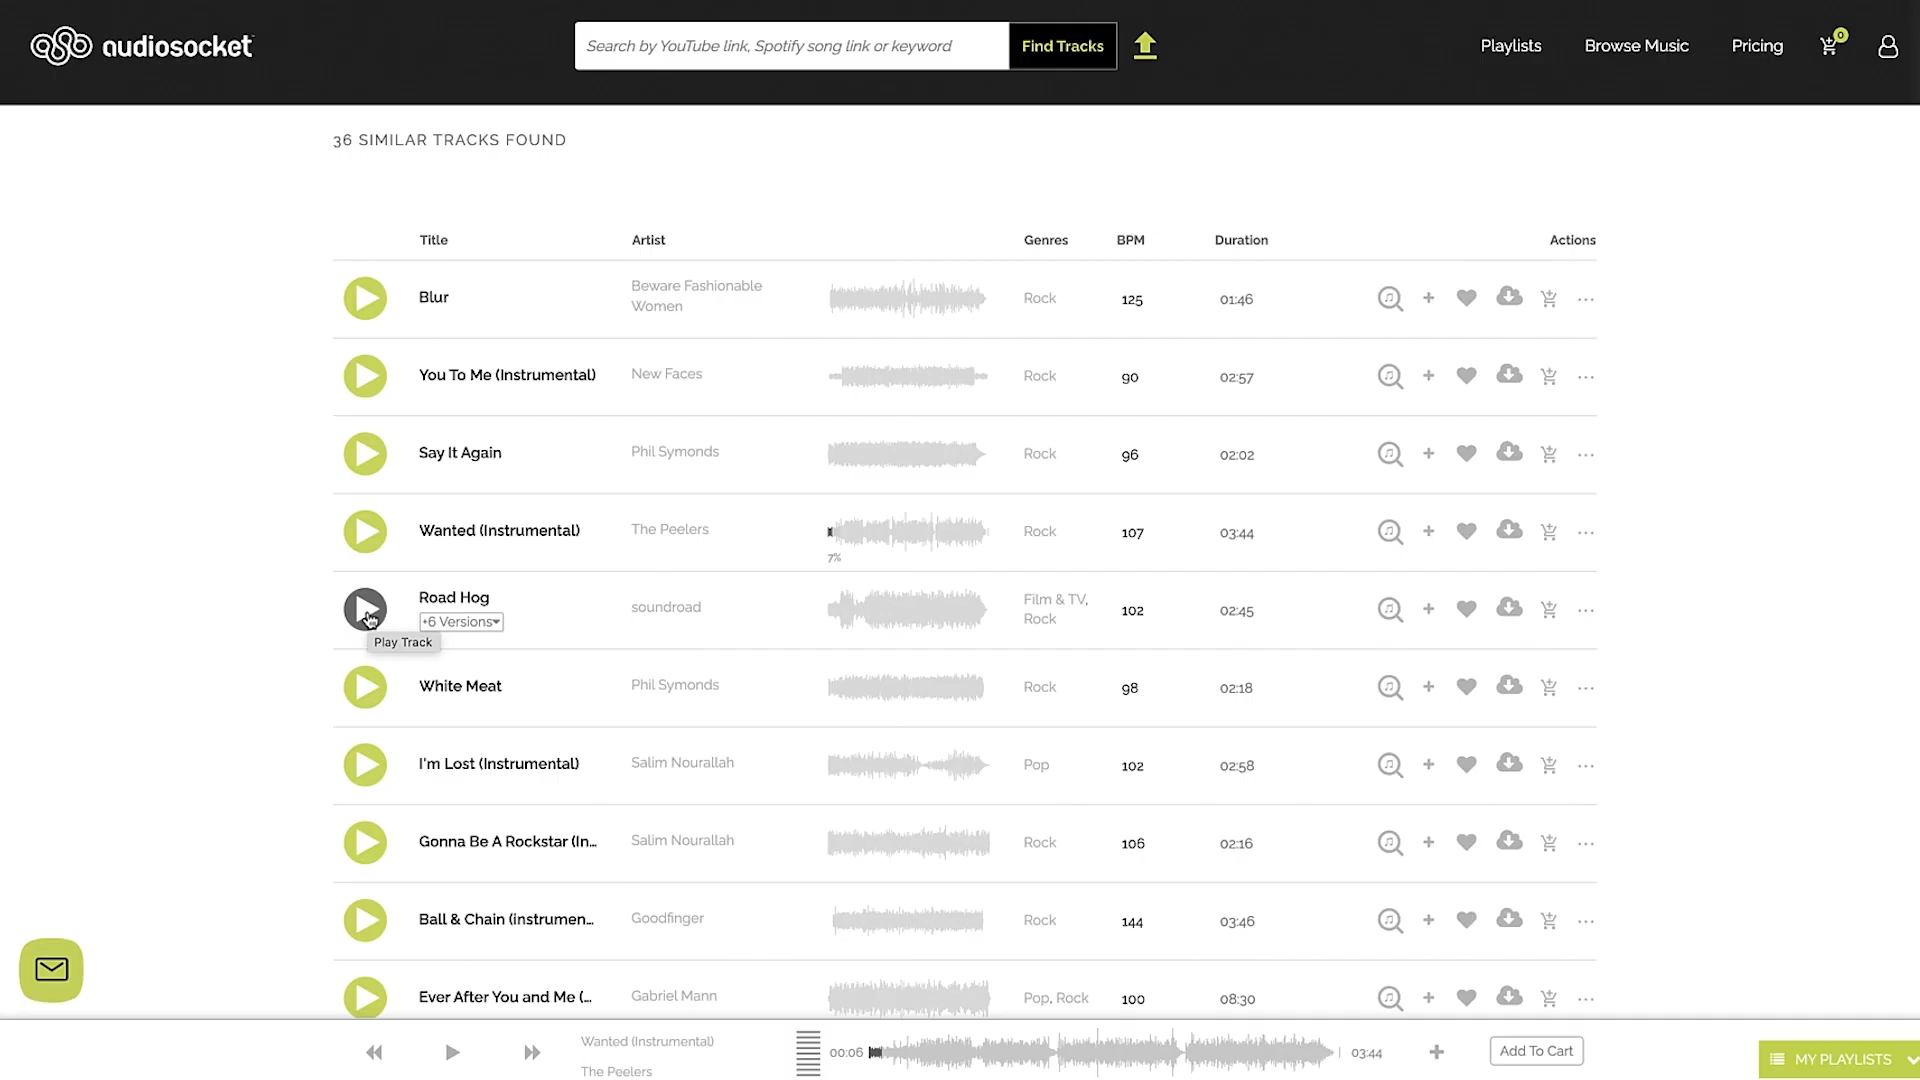 audiosocket
Search by YouTube link, Spotify song link or keyword
Find Tracks
Playlists
Browse Music
Pricing
0
36 SIMILAR TRACKS FOUND
Title Artist Genres BPM Duration Actions
Blur Beware Fashionable Women Rock 125 01:46
You To Me (Instrumental) New Faces Rock 90 02:57
Say It Again Phil Symonds Rock 96 02:02
Wanted (Instrumental) The Peelers Rock 107 03:44
7%
Road Hog soundroad Film & TV, Rock 102 02:45
+6 Versions
Play Track
White Meat Phil Symonds Rock 98 02:18
I'm Lost (Instrumental) Salim Nourallah Pop 102 02:58
Gonna Be A Rockstar (In... Salim Nourallah Rock 106 02:16
Ball & Chain (instrumen... Goodfinger Rock 144 03:46
Ever After You and Me (... Gabriel Mann Pop, Rock 100 08:30
Wanted (Instrumental)
The Peelers
00:06
03:44
Add To Cart
MY PLAYLISTS